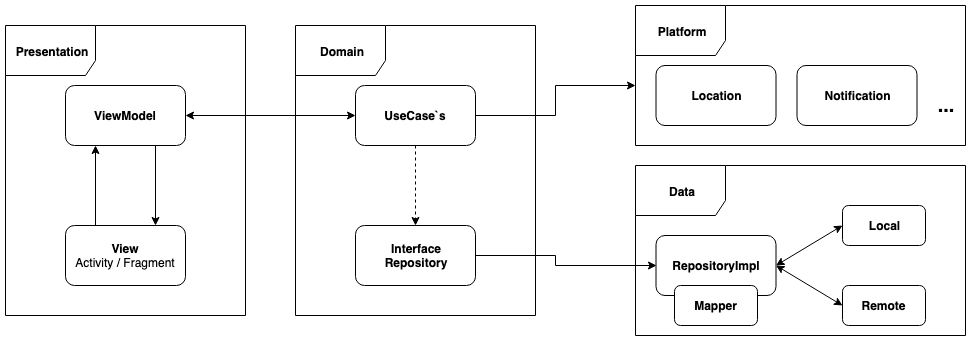 Presentation
ViewModel
View
Activity / Fragment
Domain
UseCase`s
Interface
Repository
Platform
Location
Notification
...
Data
RepositoryImpl
Mapper
Local
Remote